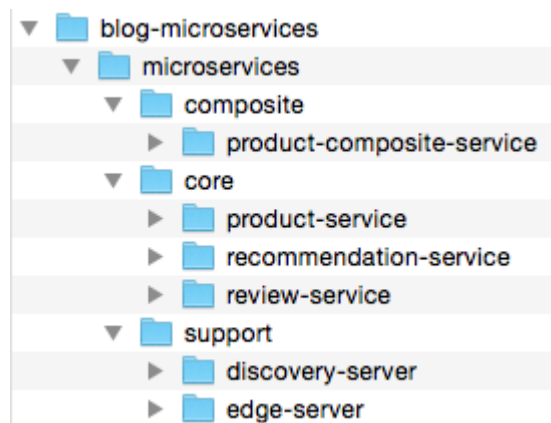 blog-microservices
microservices
composite
product-composite-service
core
product-service
recommendation-service
review-service
support
discovery-server
edge-server